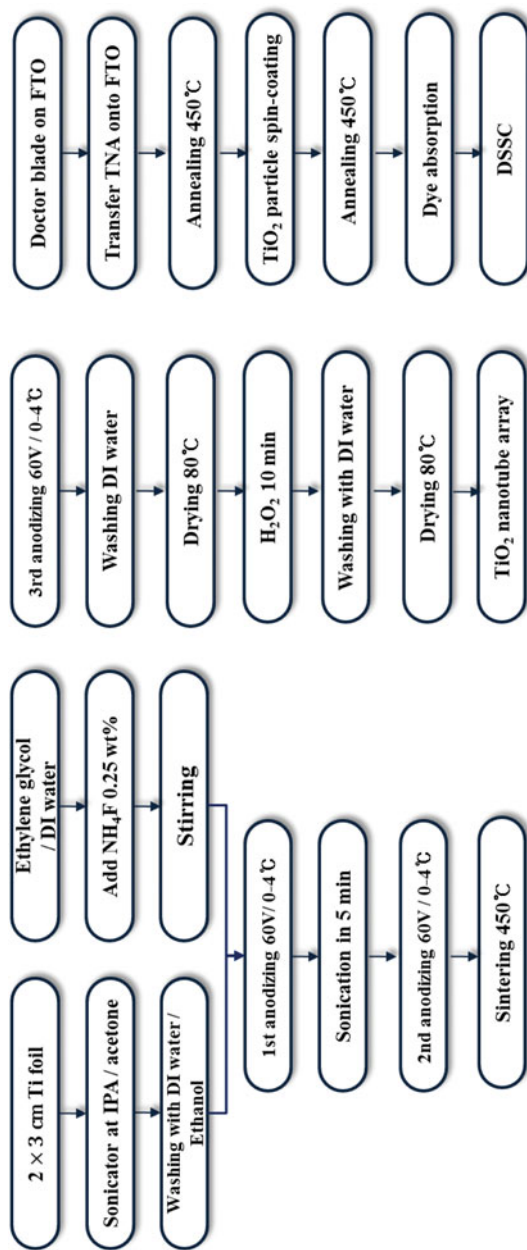 2 × 3 cm Ti foil
Sonicator at IPA / acetone
Washing with DI water /
Ethanol
Ethylene glycol
/ DI water
Add NH₄F 0.25 wt%
Stirring
1st anodizing 60V/ 0-4℃
Sonication in 5 min
2nd anodizing 60V / 0-4℃
Sintering 450℃
3rd anodizing 60V / 0-4℃
Washing DI water
Drying 80℃
H₂O₂ 10 min
Washing with DI water
Drying 80℃
TiO₂ nanotube array
Doctor blade on FTO
Transfer TNA onto FTO
Annealing 450℃
TiO₂ particle spin-coating
Annealing 450℃
Dye absorption
DSSC